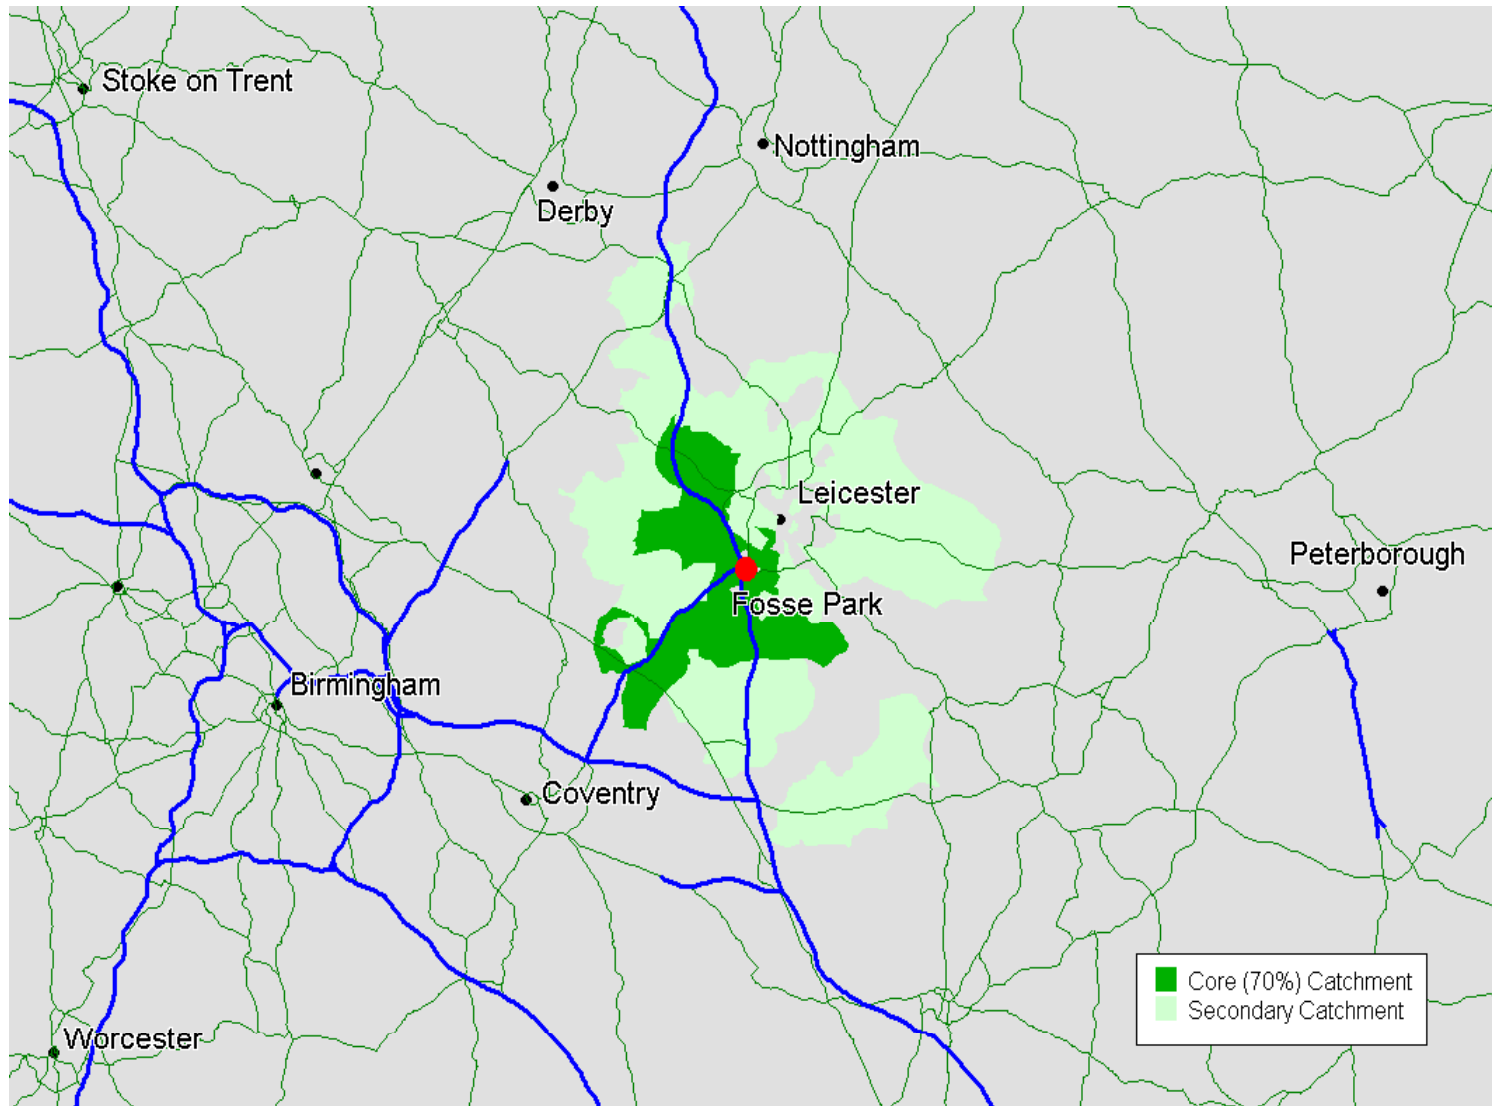 Stoke on Trent
Nottingham
Derby
Leicester
Peterborough
Fosse Park
Birmingham
Coventry
Core (70%) Catchment
Secondary Catchment
Worcester